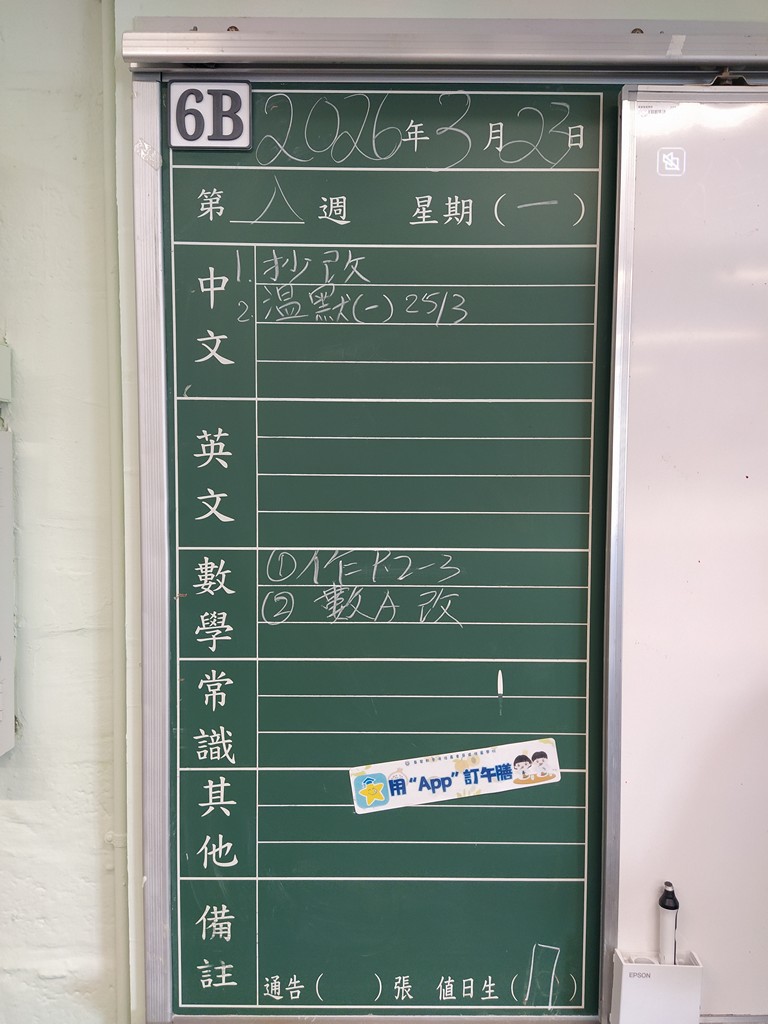 6B
2026年3月23日
第八週 星期(一)
中文
1. 抄改
2. 溫默(一) 25/3
英文
數學
①作下2-3
② 數A改
常識
用“App”訂午膳
其他
備註
通告( )張 值日生( )
EPSON